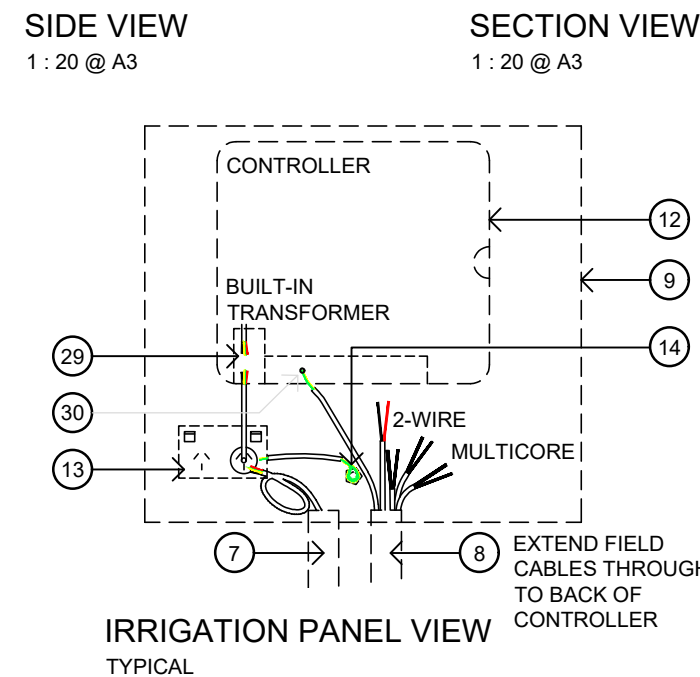 SIDE VIEW
1 : 20 @ A3
SECTION VIEW
1 : 20 @ A3
CONTROLLER
12
BUILT-IN
TRANSFORMER
9
29
14
30
2-WIRE
13
MULTICORE
7
8
EXTEND FIELD
CABLES THROUGH
TO BACK OF
CONTROLLER
IRRIGATION PANEL VIEW
TYPICAL